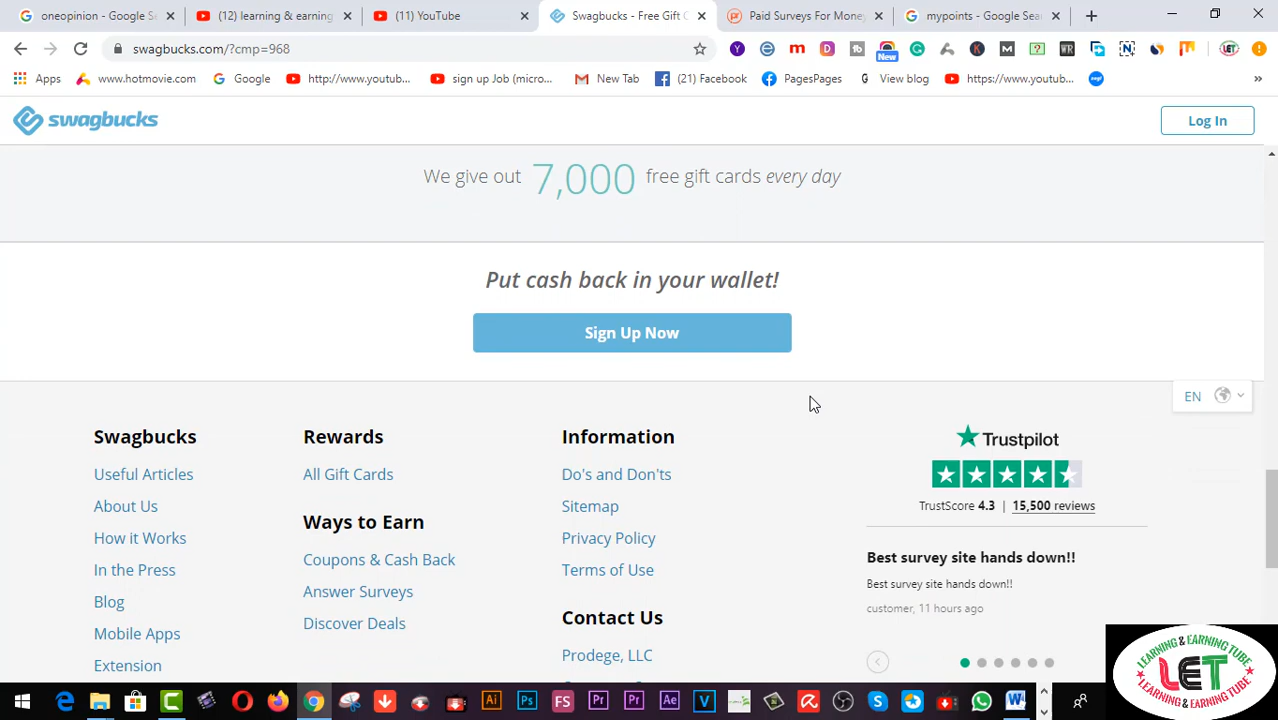 oneopinion - Google Se
(12) learning & earning
(11) YouTube
Swagbucks - Free Gift C
Paid Surveys For Money
mypoints - Google Sear
swagbucks.com/?cmp=968
New
Apps
www.hotmovie.com
Google
http://www.youtub...
sign up Job (micro...
New Tab
(21) Facebook
PagesPages
View blog
https://www.youtub...
swagbucks
Log In
We give out 7,000 free gift cards every day
Put cash back in your wallet!
Sign Up Now
EN
Swagbucks
Useful Articles
About Us
How it Works
In the Press
Blog
Mobile Apps
Extension
Rewards
All Gift Cards
Ways to Earn
Coupons & Cash Back
Answer Surveys
Discover Deals
Information
Do's and Don'ts
Sitemap
Privacy Policy
Terms of Use
Contact Us
Prodege, LLC
Trustpilot
TrustScore 4.3 | 15,500 reviews
Best survey site hands down!!
Best survey site hands down!!
customer, 11 hours ago
LEARNING & EARNING TUBE
LET
LEARNING & EARNING TUBE